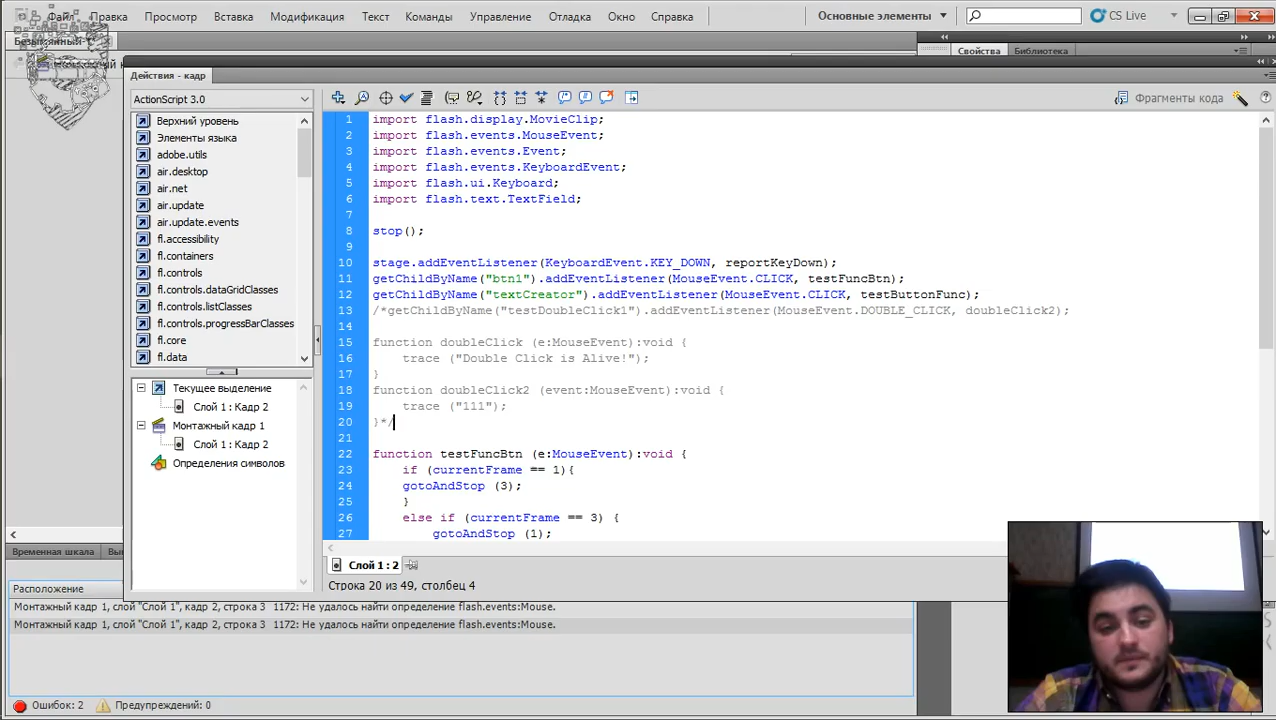 Файл Правка Просмотр Вставка Модификация Текст Команды Управление Отладка Окно Справка Основные элементы CS Live
Свойства Библиотека
Действия - кадр
ActionScript 3.0
Фрагменты кода
Верхний уровень
Элементы языка
adobe.utils
air.desktop
air.net
air.update
air.update.events
fl.accessibility
fl.containers
fl.controls
fl.controls.dataGridClasses
fl.controls.listClasses
fl.controls.progressBarClasses
fl.core
fl.data
Текущее выделение
Слой 1 : Кадр 2
Монтажный кадр 1
Слой 1 : Кадр 2
Определения символов
1 import flash.display.MovieClip;
2 import flash.events.MouseEvent;
3 import flash.events.Event;
4 import flash.events.KeyboardEvent;
5 import flash.ui.Keyboard;
6 import flash.text.TextField;
7
8 stop();
9
10 stage.addEventListener(KeyboardEvent.KEY_DOWN, reportKeyDown);
11 getChildByName("btn1").addEventListener(MouseEvent.CLICK, testFuncBtn);
12 getChildByName("textCreator").addEventListener(MouseEvent.CLICK, testButtonFunc);
13 /*getChildByName("testDoubleClick1").addEventListener(MouseEvent.DOUBLE_CLICK, doubleClick2);
14
15 function doubleClick (e:MouseEvent):void {
16 trace ("Double Click is Alive!");
17 }
18 function doubleClick2 (event:MouseEvent):void {
19 trace ("111");
20 }*/
21
22 function testFuncBtn (e:MouseEvent):void {
23 if (currentFrame == 1){
24 gotoAndStop (3);
25 }
26 else if (currentFrame == 3) {
27 gotoAndStop (1);
Слой 1 : 2
Строка 20 из 49, столбец 4
Временная шкала
Расположение
Монтажный кадр 1, слой "Слой 1", кадр 2, строка 3 1172: Не удалось найти определение flash.events:Mouse.
Монтажный кадр 1, слой "Слой 1", кадр 2, строка 3 1172: Не удалось найти определение flash.events:Mouse.
Ошибок: 2 Предупреждений: 0